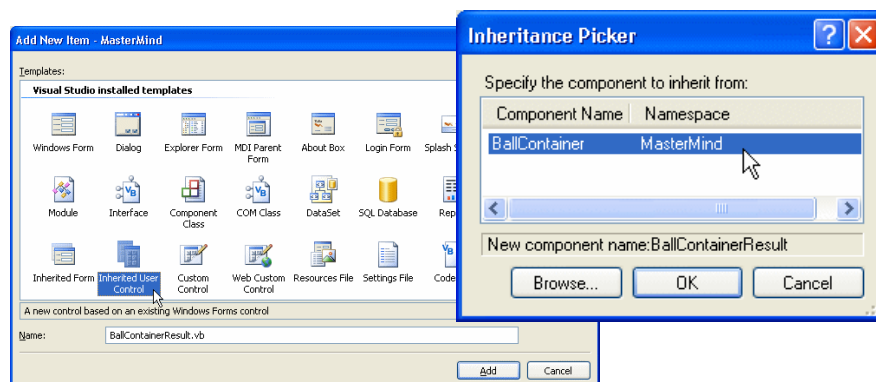 Add New Item - MasterMind
Templates:
Visual Studio installed templates
Windows Form
Dialog
Explorer Form
MDI Parent
Form
About Box
Login Form
Splash
Module
Interface
Component
Class
COM Class
DataSet
SQL Database
Rep
Inherited Form
Inherited User
Control
Custom
Control
Web Custom
Control
Resources File
Settings File
Code
A new control based on an existing Windows Forms control
Name:
BallContainerResult.vb
Add
Cancel
Inheritance Picker
Specify the component to inherit from:
Component Name
Namespace
BallContainer
MasterMind
New component name:BallContainerResult
Browse...
OK
Cancel